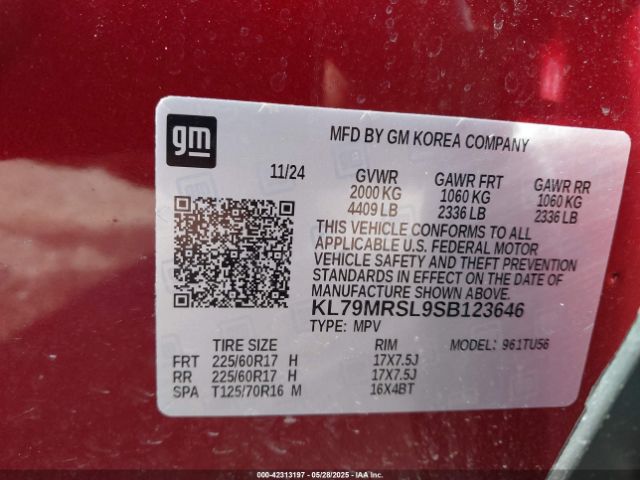 gm
MFD BY GM KOREA COMPANY
11/24 GVWR GAWR FRT GAWR RR
2000 KG 1060 KG 1060 KG
4409 LB 2336 LB 2336 LB
THIS VEHICLE CONFORMS TO ALL
APPLICABLE U.S. FEDERAL MOTOR
VEHICLE SAFETY AND THEFT PREVENTION
STANDARDS IN EFFECT ON THE DATE OF
MANUFACTURE SHOWN ABOVE.
KL79MRSL9SB123646
TYPE: MPV
TIRE SIZE RIM MODEL: 961TU56
FRT 225/60R17 H 17X7.5J
RR 225/60R17 H 17X7.5J
SPA T125/70R16 M 16X4BT
000-42313197 - 05/28/2025 - IAAI.COM